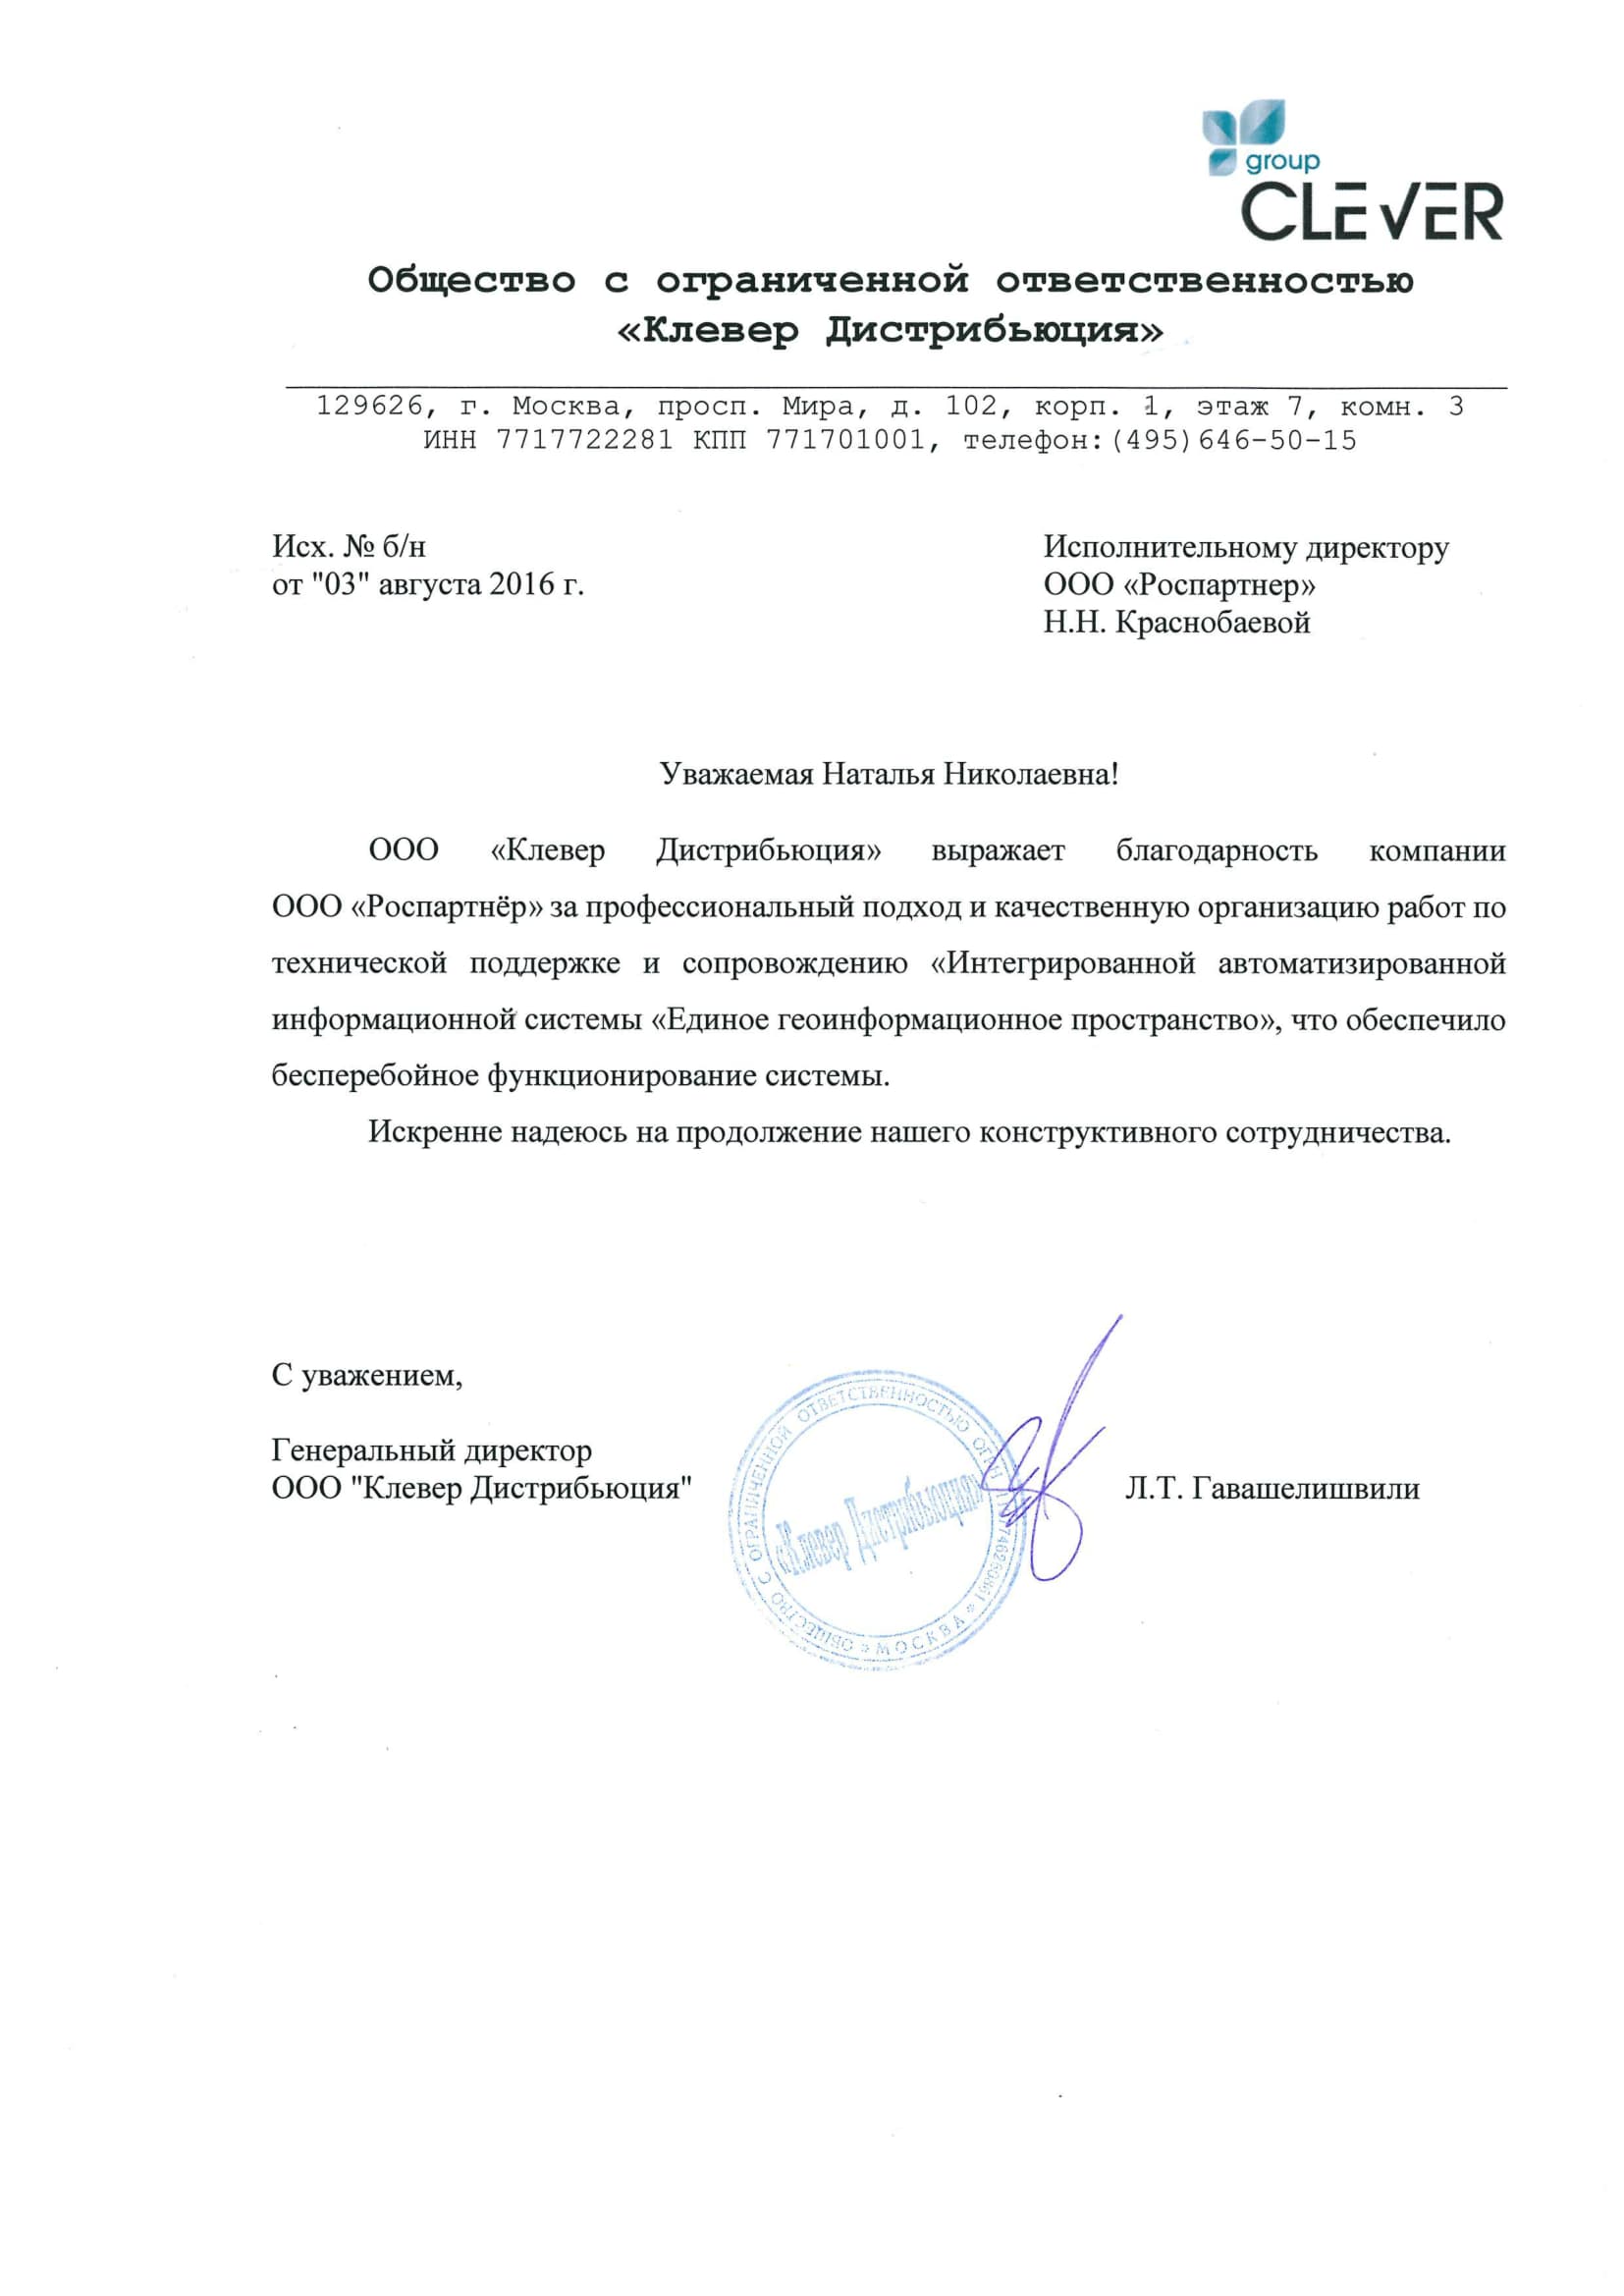 group
CLEVER
Общество с ограниченной ответственностью
«Клевер Дистрибьюция»
129626, г. Москва, просп. Мира, д. 102, корп. 1, этаж 7, комн. 3
ИНН 7717722281 КПП 771701001, телефон:(495)646-50-15
Исх. № б/н
от "03" августа 2016 г.
Исполнительному директору
ООО «Роспартнер»
Н.Н. Краснобаевой
Уважаемая Наталья Николаевна!
ООО «Клевер Дистрибьюция» выражает благодарность компании
ООО «Роспартнёр» за профессиональный подход и качественную организацию работ по
технической поддержке и сопровождению «Интегрированной автоматизированной
информационной системы «Единое геоинформационное пространство», что обеспечило
бесперебойное функционирование системы.
Искренне надеюсь на продолжение нашего конструктивного сотрудничества.
С уважением,
Генеральный директор
ООО "Клевер Дистрибьюция"
Л.Т. Гавашелишвили
ОБЩЕСТВО С ОГРАНИЧЕННОЙ ОТВЕТСТВЕННОСТЬЮ ОГРН
«Клевер Дистрибьюция»
* МОСКВА *